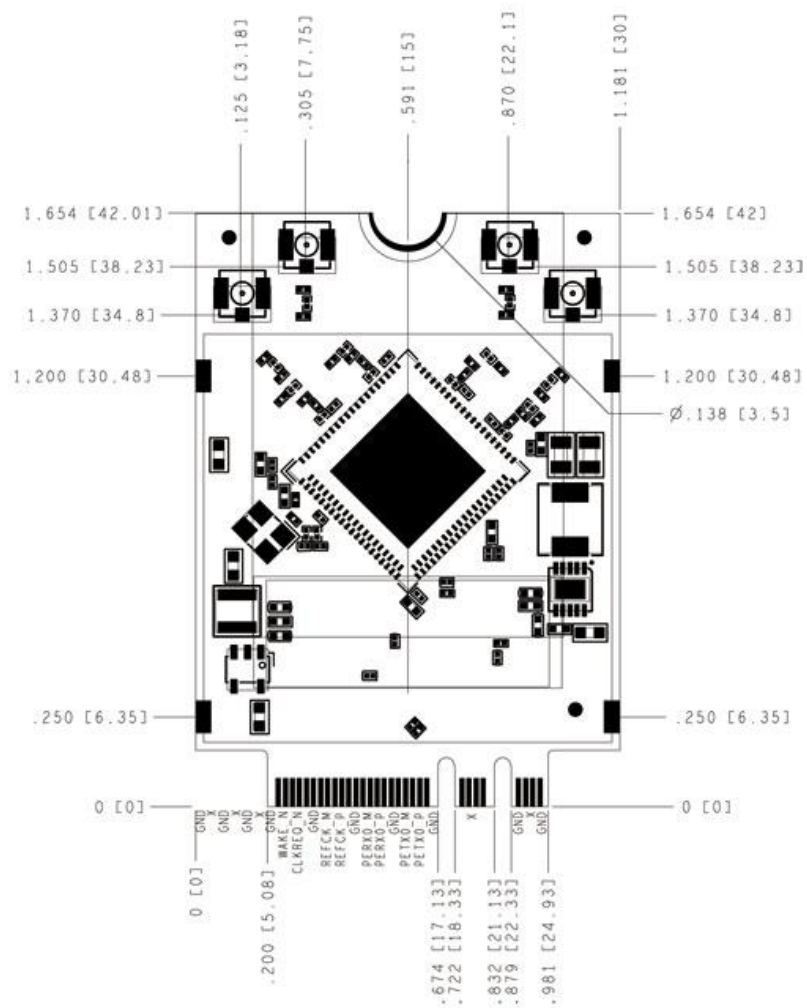 .125 [3.18]
.305 [7.75]
.591 [15]
.870 [22.1]
1.181 [30]
1.654 [42.01]
1.654 [42]
1.505 [38.23]
1.505 [38.23]
1.370 [34.8]
1.370 [34.8]
1.200 [30.48]
1.200 [30.48]
Ø.138 [3.5]
.250 [6.35]
.250 [6.35]
0 [0]
0 [0]
GND
X
GND
X
GND
X
GND
WAKE_N
CLKREQ_N
GND
REFCK_M
REFCK_P
GND
PERX0_M
PERX0_P
GND
PETX0_M
PETX0_P
GND
X
GND
X
GND
0 [0]
.200 [5.08]
.674 [17.13]
.722 [18.33]
.832 [21.13]
.879 [22.33]
.981 [24.93]